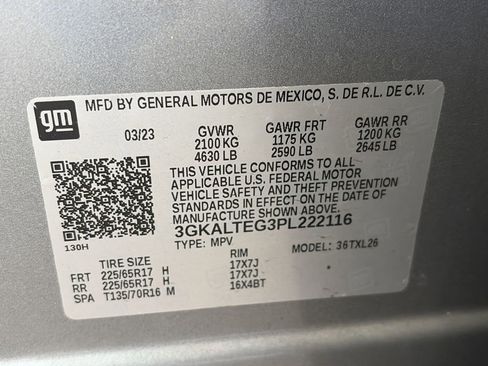 gm
MFD BY GENERAL MOTORS DE MEXICO, S. DE R.L. DE C.V.
03/23 GVWR GAWR FRT GAWR RR
2100 KG 1175 KG 1200 KG
4630 LB 2590 LB 2645 LB
THIS VEHICLE CONFORMS TO ALL
APPLICABLE U.S. FEDERAL MOTOR
VEHICLE SAFETY AND THEFT PREVENTION
STANDARDS IN EFFECT ON THE DATE OF
MANUFACTURE SHOWN ABOVE.
3GKALTEG3PL222116
130H TYPE: MPV MODEL: 36TXL26
TIRE SIZE RIM
FRT 225/65R17 H 17X7J
RR 225/65R17 H 17X7J
SPA T135/70R16 M 16X4BT